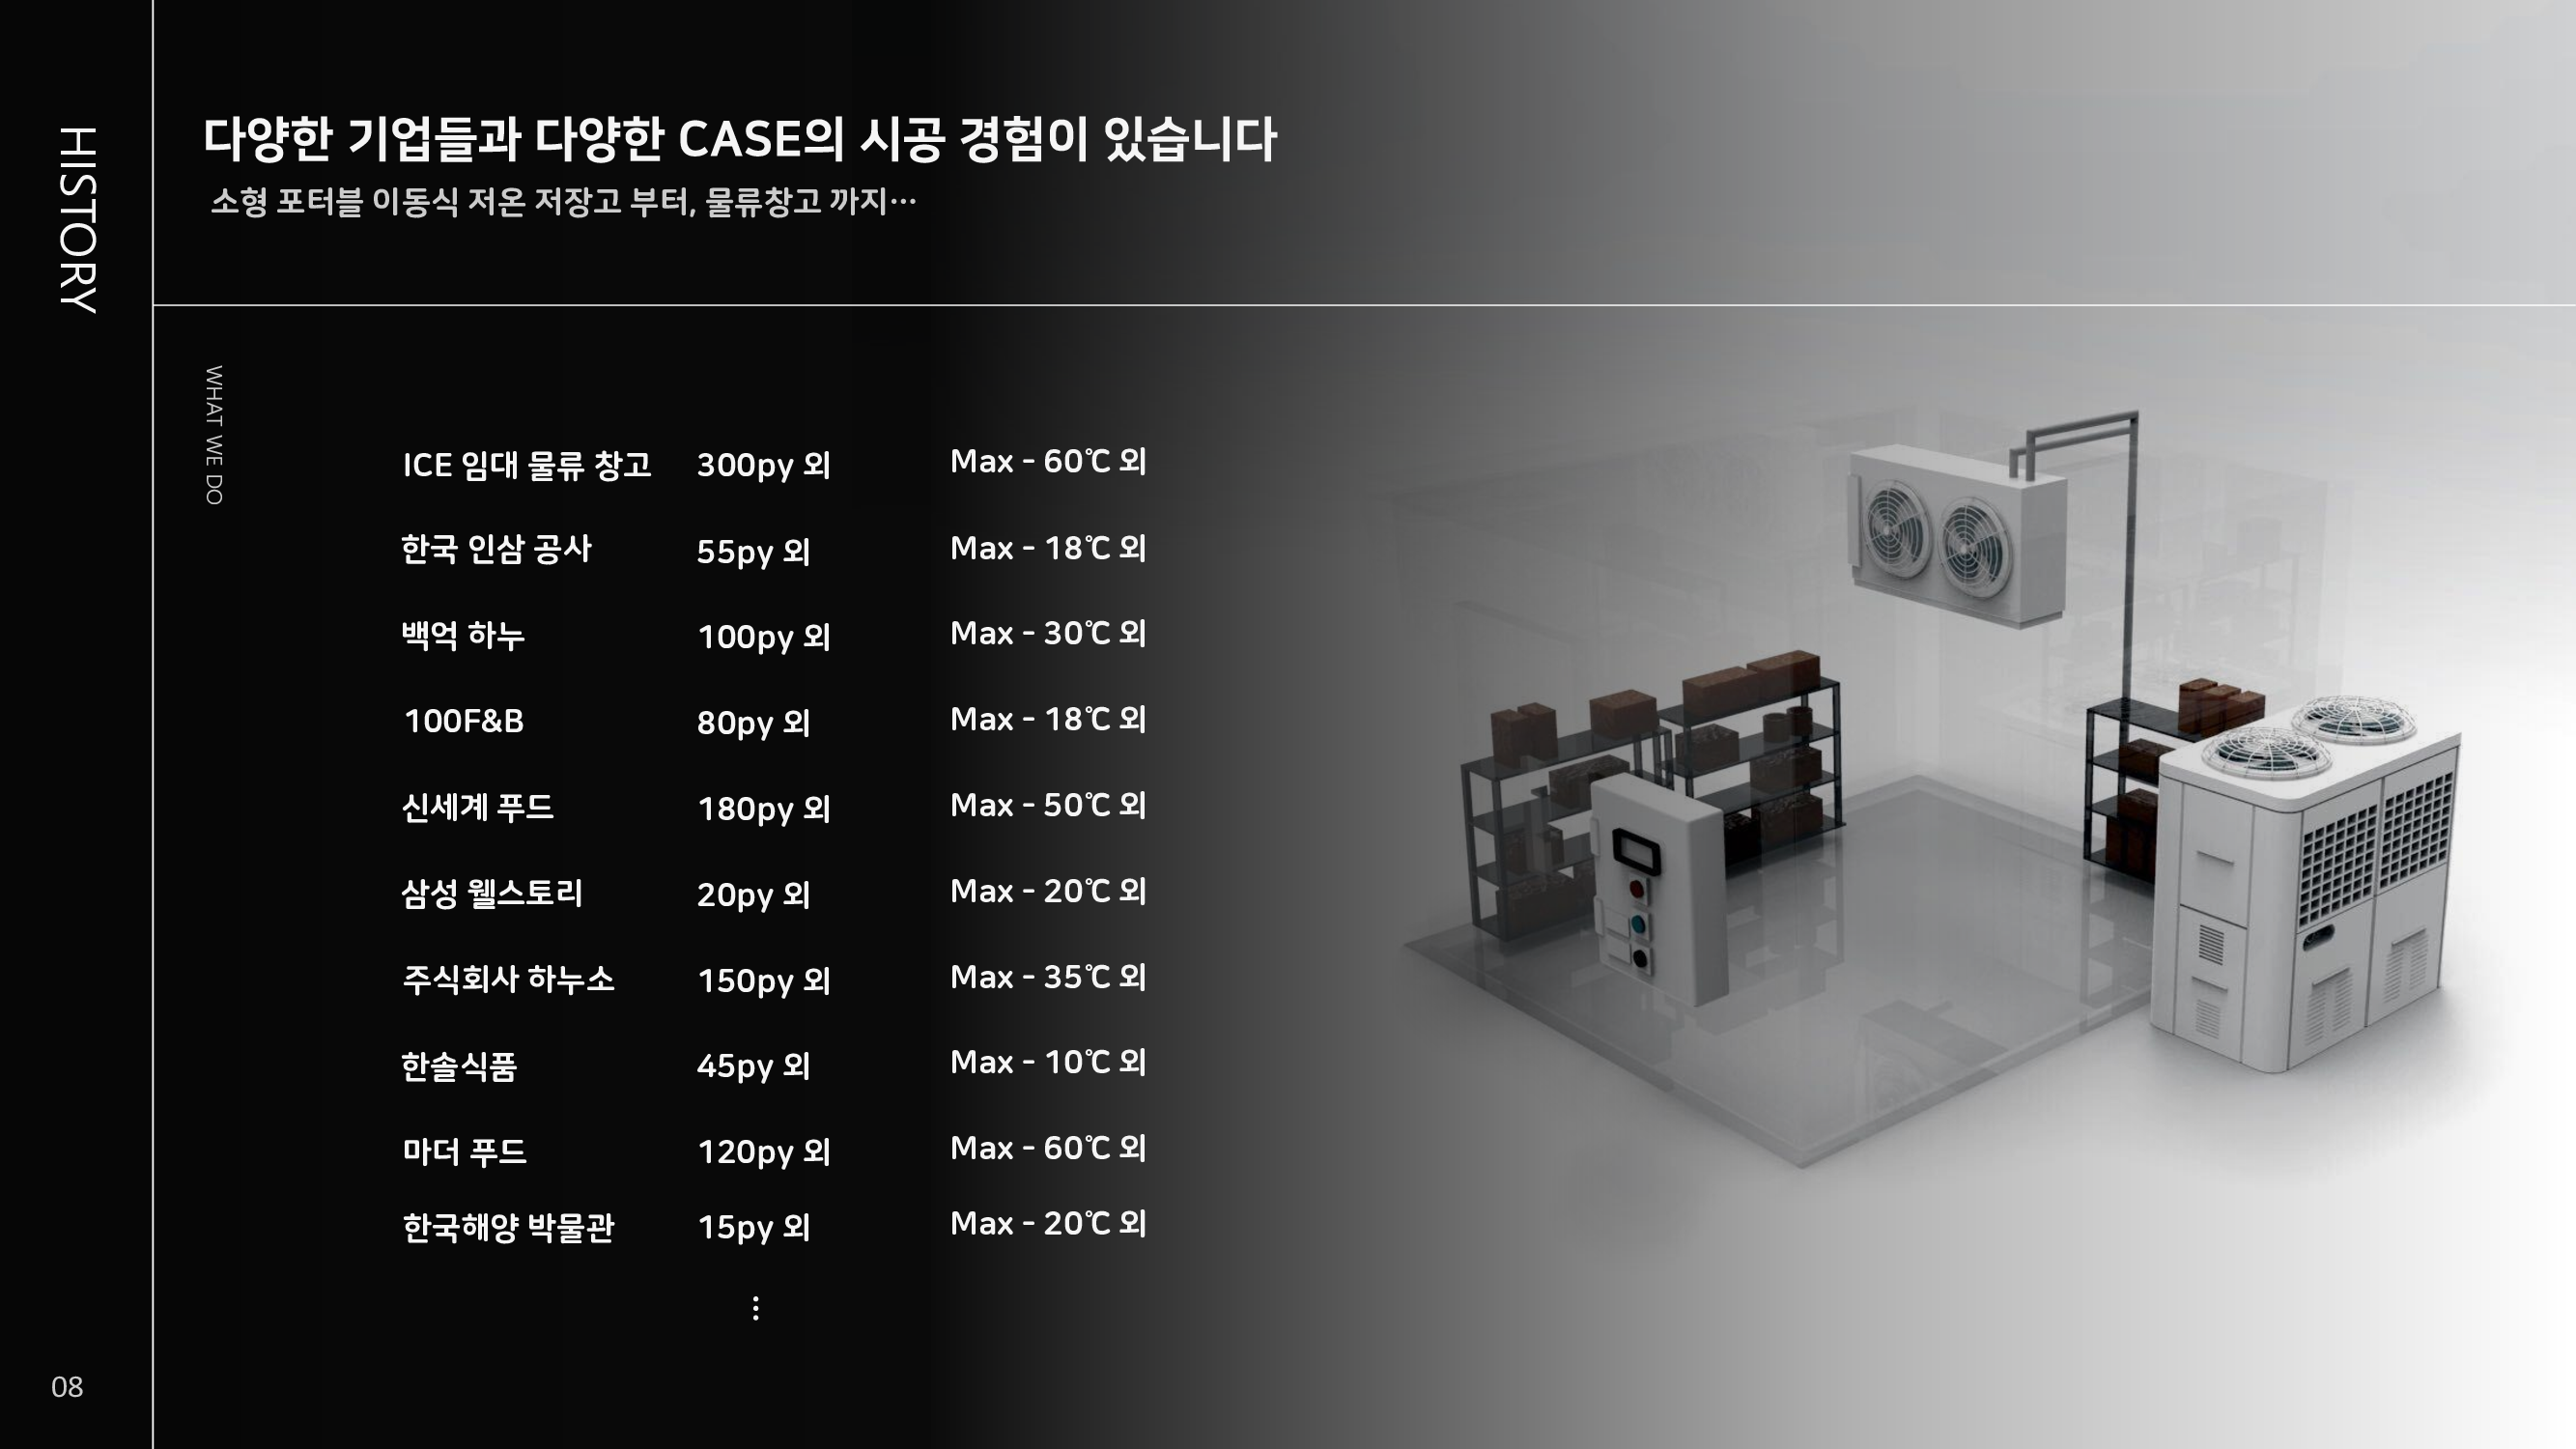 HISTORY
다양한 기업들과 다양한 CASE의 시공 경험이 있습니다
소형 포터블 이동식 저온 저장고 부터, 물류창고 까지…
WHAT WE DO
ICE 임대 물류 창고 300py 외 Max - 60℃ 외
한국 인삼 공사 55py 외 Max - 18℃ 외
백억 하누 100py 외 Max - 30℃ 외
100F&B 80py 외 Max - 18℃ 외
신세계 푸드 180py 외 Max - 50℃ 외
삼성 웰스토리 20py 외 Max - 20℃ 외
주식회사 하누소 150py 외 Max - 35℃ 외
한솔식품 45py 외 Max - 10℃ 외
마더 푸드 120py 외 Max - 60℃ 외
한국해양 박물관 15py 외 Max - 20℃ 외
⋮
08